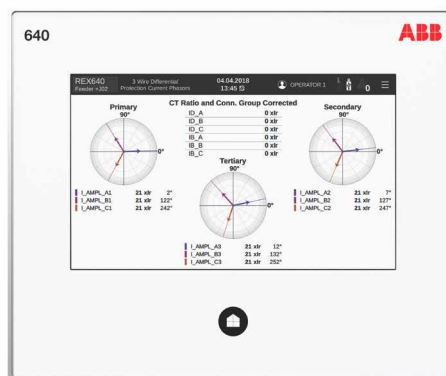 640
ABB
REX640
Feeder +J02
3 Wire Differential
Protection Current Phasors
04.04.2018
13:45
OPERATOR 1
L
0
CT Ratio and Conn. Group Corrected
Primary
90°
0°
ID_A 0 xIr
ID_B 0 xIr
ID_C 0 xIr
IB_A 0 xIr
IB_B 0 xIr
IB_C 0 xIr
Secondary
90°
0°
I_AMPL_A1 21 xIr 2°
I_AMPL_B1 21 xIr 122°
I_AMPL_C1 21 xIr 242°
Tertiary
90°
0°
I_AMPL_A2 21 xIr 7°
I_AMPL_B2 21 xIr 127°
I_AMPL_C2 21 xIr 247°
I_AMPL_A3 21 xIr 12°
I_AMPL_B3 21 xIr 132°
I_AMPL_C3 21 xIr 252°